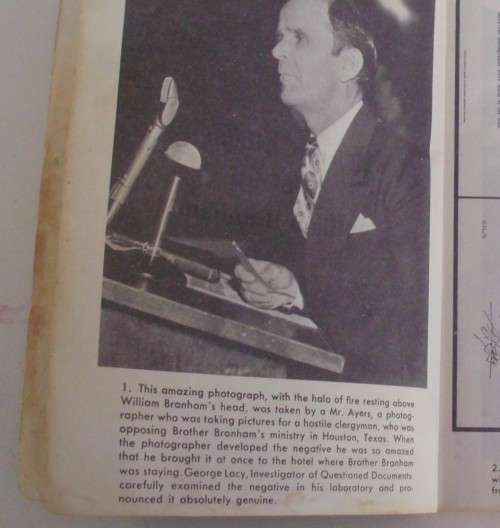 1. This amazing photograph, with the halo of fire resting above
William Branham's head, was taken by a Mr. Ayers, a photog-
rapher who was taking pictures for a hostile clergyman, who was
opposing Brother Branham's ministry in Houston, Texas. When
the photographer developed the negative he was so amazed
that he brought it at once to the hotel where Brother Branham
was staying. George Lacy, Investigator of Questioned Documents
carefully examined the negative in his laboratory and pro-
nounced it absolutely genuine.
2.